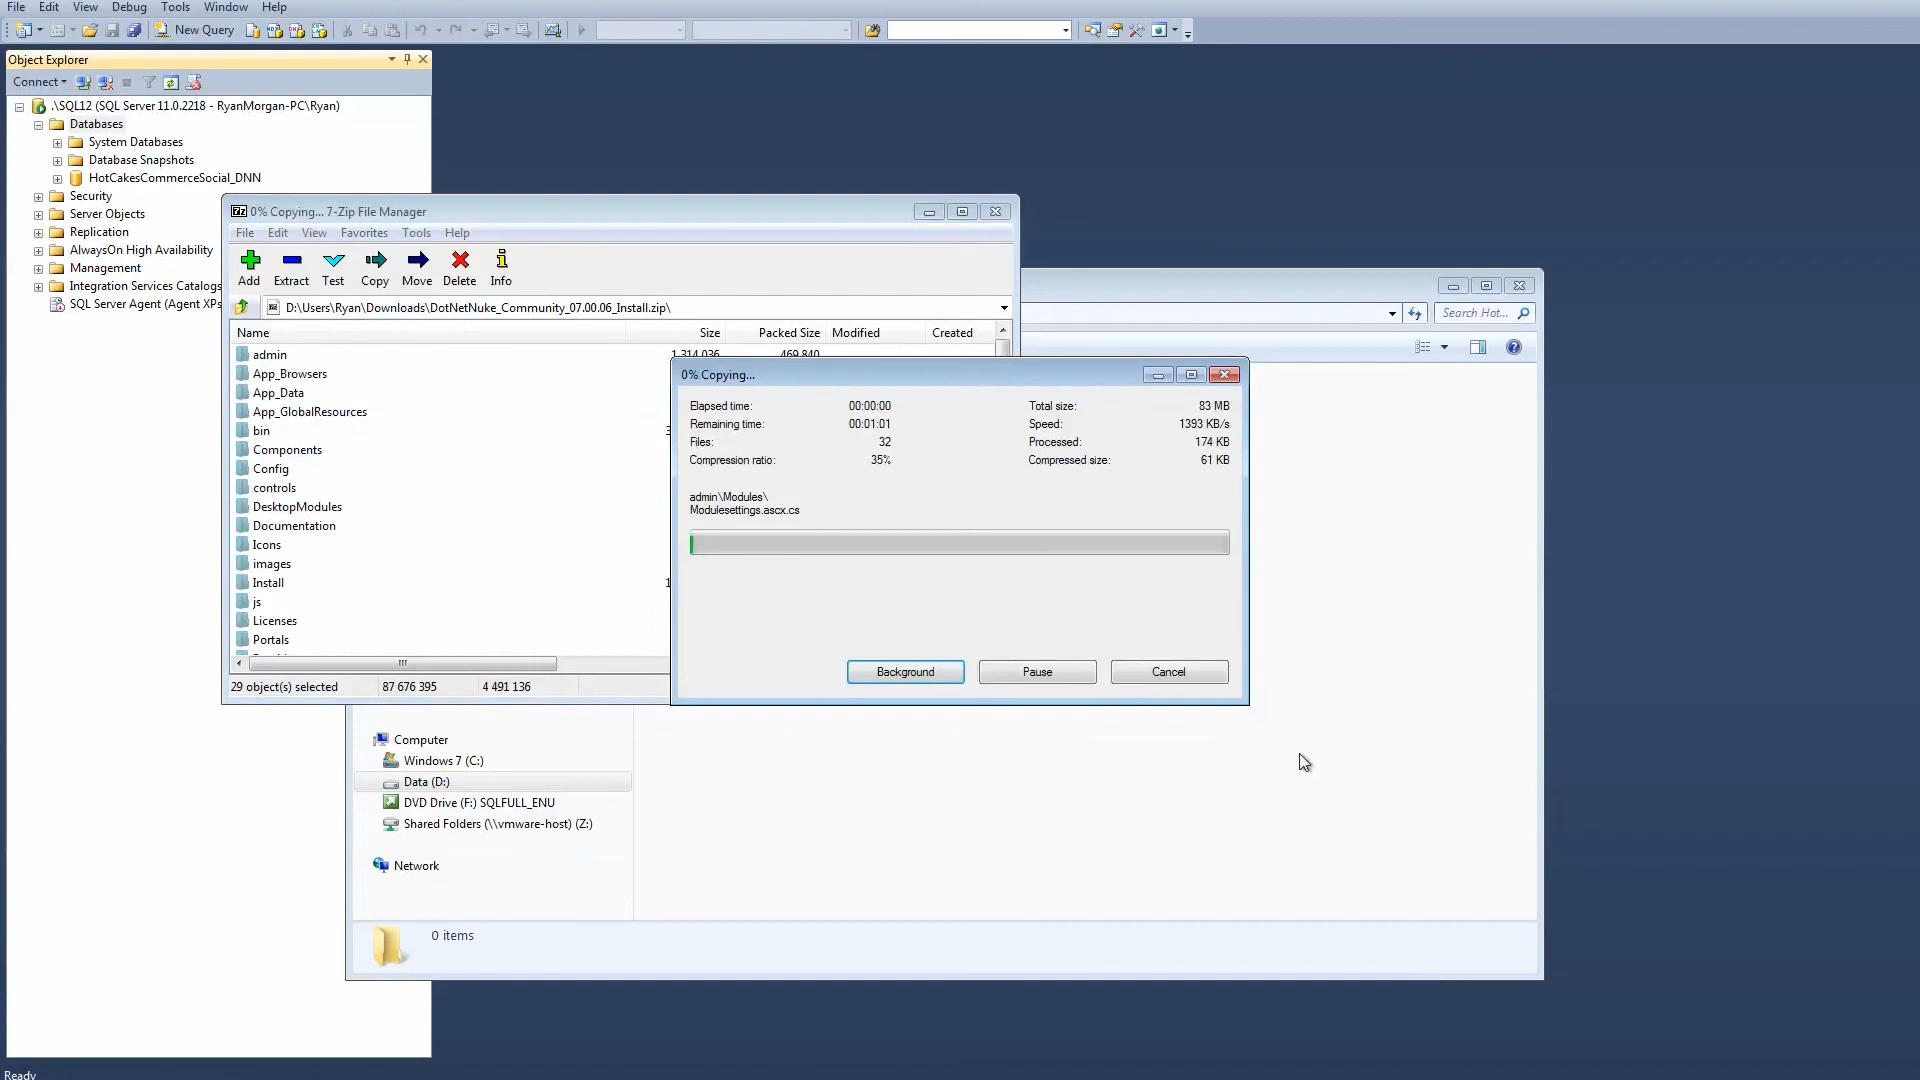 File Edit View Debug Tools Window Help
New Query
Object Explorer
Connect
.\SQL12 (SQL Server 11.0.2218 - RyanMorgan-PC\Ryan)
Databases
System Databases
Database Snapshots
HotCakesCommerceSocial_DNN
Security
Server Objects
Replication
AlwaysOn High Availability
Management
Integration Services Catalogs
SQL Server Agent (Agent XPs
0% Copying... 7-Zip File Manager
File Edit View Favorites Tools Help
Add Extract Test Copy Move Delete Info
D:\Users\Ryan\Downloads\DotNetNuke_Community_07.00.06_Install.zip\
Name Size Packed Size Modified Created
admin 1 314 036 469 840
App_Browsers
App_Data
App_GlobalResources
bin
Components
Config
controls
DesktopModules
Documentation
Icons
images
Install
js
Licenses
Portals
29 object(s) selected 87 676 395 4 491 136
Search Hot...
0% Copying...
Elapsed time: 00:00:00 Total size: 83 MB
Remaining time: 00:01:01 Speed: 1393 KB/s
Files: 32 Processed: 174 KB
Compression ratio: 35% Compressed size: 61 KB
admin\Modules\
Modulesettings.ascx.cs
Background Pause Cancel
Computer
Windows 7 (C:)
Data (D:)
DVD Drive (F:) SQLFULL_ENU
Shared Folders (\\vmware-host) (Z:)
Network
0 items
Ready